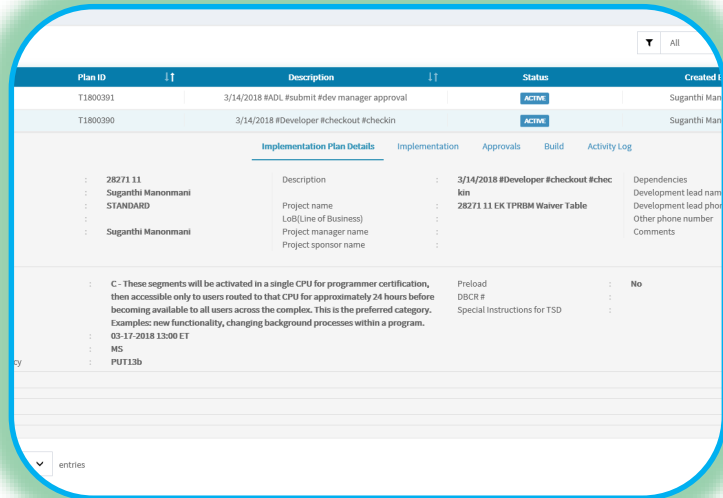 All
Plan ID Description Status Created
T1800391 3/14/2018 #ADL #submit #dev manager approval ACTIVE Suganthi Man
T1800390 3/14/2018 #Developer #checkout #checkin ACTIVE Suganthi Man
Implementation Plan Details Implementation Approvals Build Activity Log
: 28271 11 Description : 3/14/2018 #Developer #checkout #chec Dependencies
: Suganthi Manonmani kin Development lead nam
: STANDARD Project name : 28271 11 EK TPRBM Waiver Table Development lead phon
: LoB(Line of Business) : Other phone number
: Suganthi Manonmani Project manager name : Comments
Project sponsor name :
: C - These segments will be activated in a single CPU for programmer certification, Preload : No
then accessible only to users routed to that CPU for approximately 24 hours before DBCR # :
becoming available to all users across the complex. This is the preferred category. Special Instructions for TSD :
Examples: new functionality, changing background processes within a program.
: 03-17-2018 13:00 ET
: MS
cy : PUT13b
entries